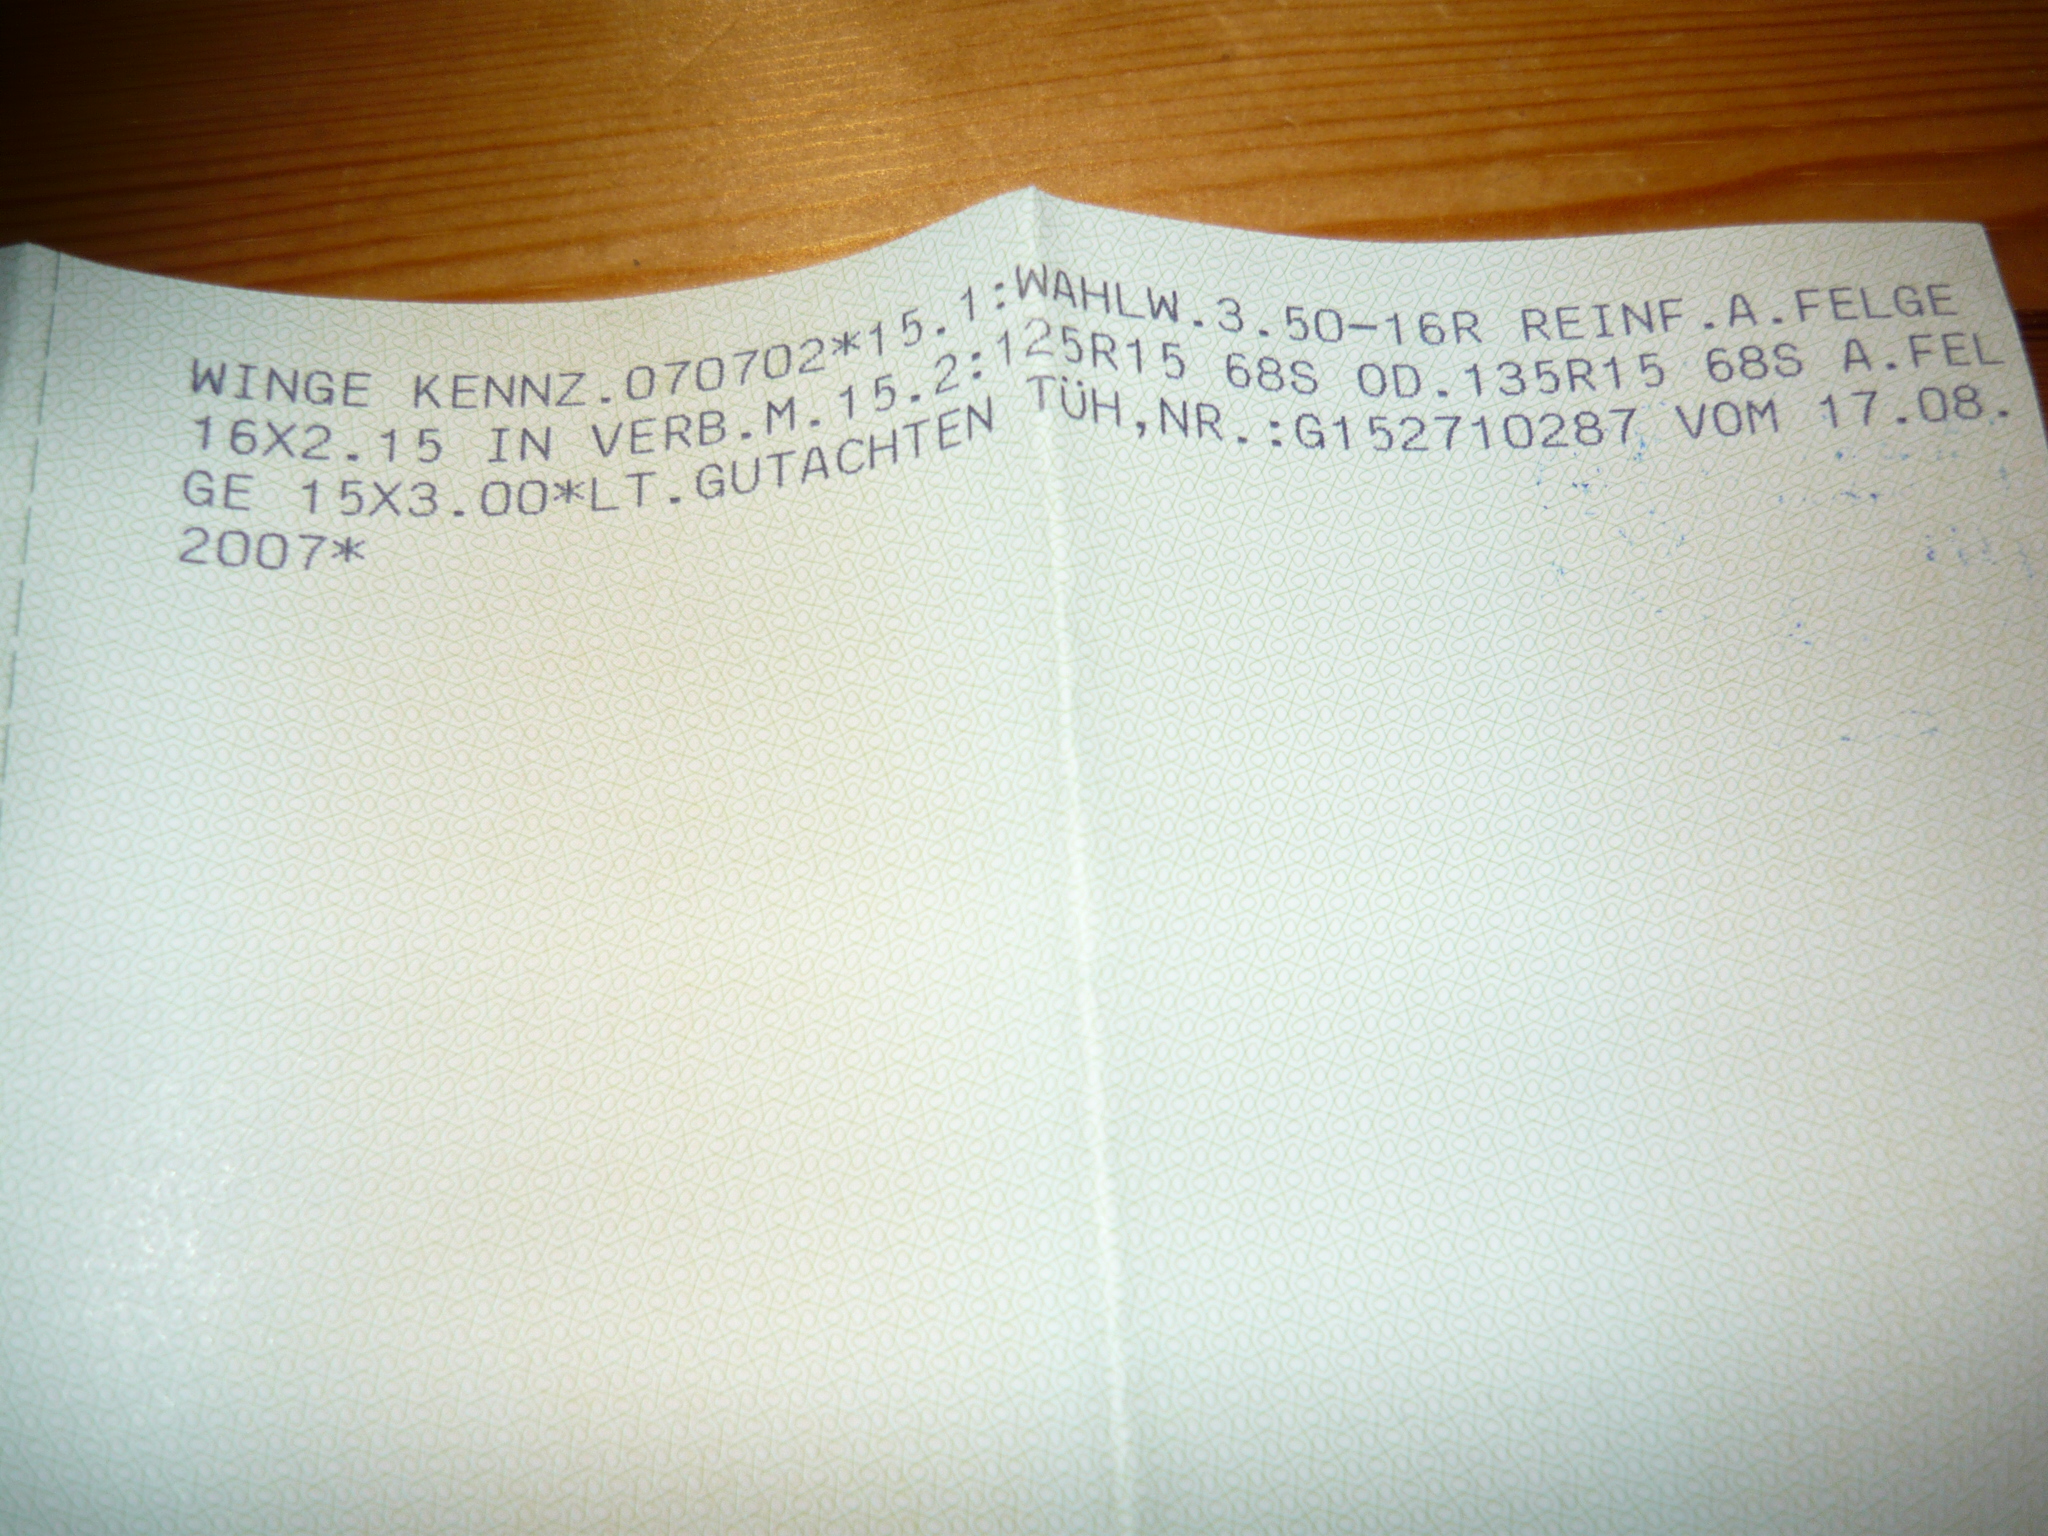 WINGE KENNZ.070702*15.1:WAHLW.3.50-16R REINF.A.FELGE
16X2.15 IN VERB.M.15.2:125R15 68S OD.135R15 68S A.FEL
GE 15X3.00*LT.GUTACHTEN TÜH,NR.:G152710287 VOM 17.08.
2007*